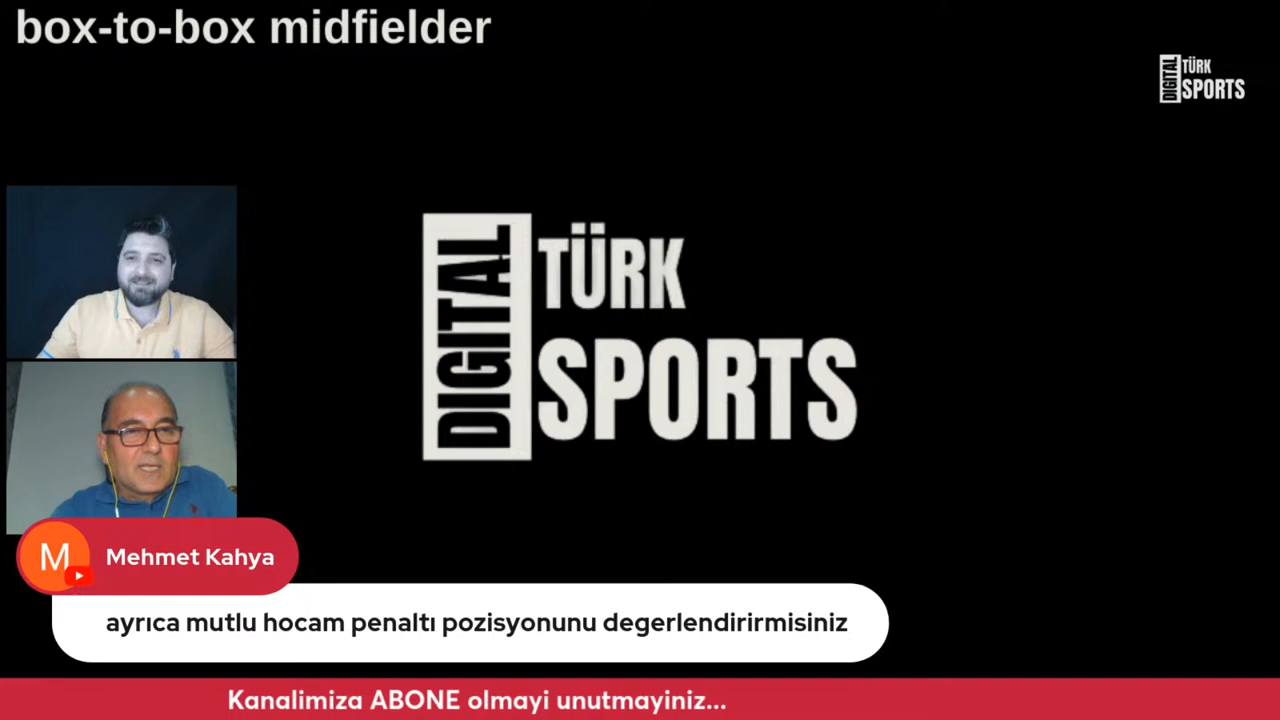 box-to-box midfielder
DIGITAL
TÜRK
SPORTS
DIGITAL
TÜRK
SPORTS
M
Mehmet Kahya
ayrıca mutlu hocam penaltı pozisyonunu degerlendirirmisiniz
Kanalimiza ABONE olmayi unutmayiniz...